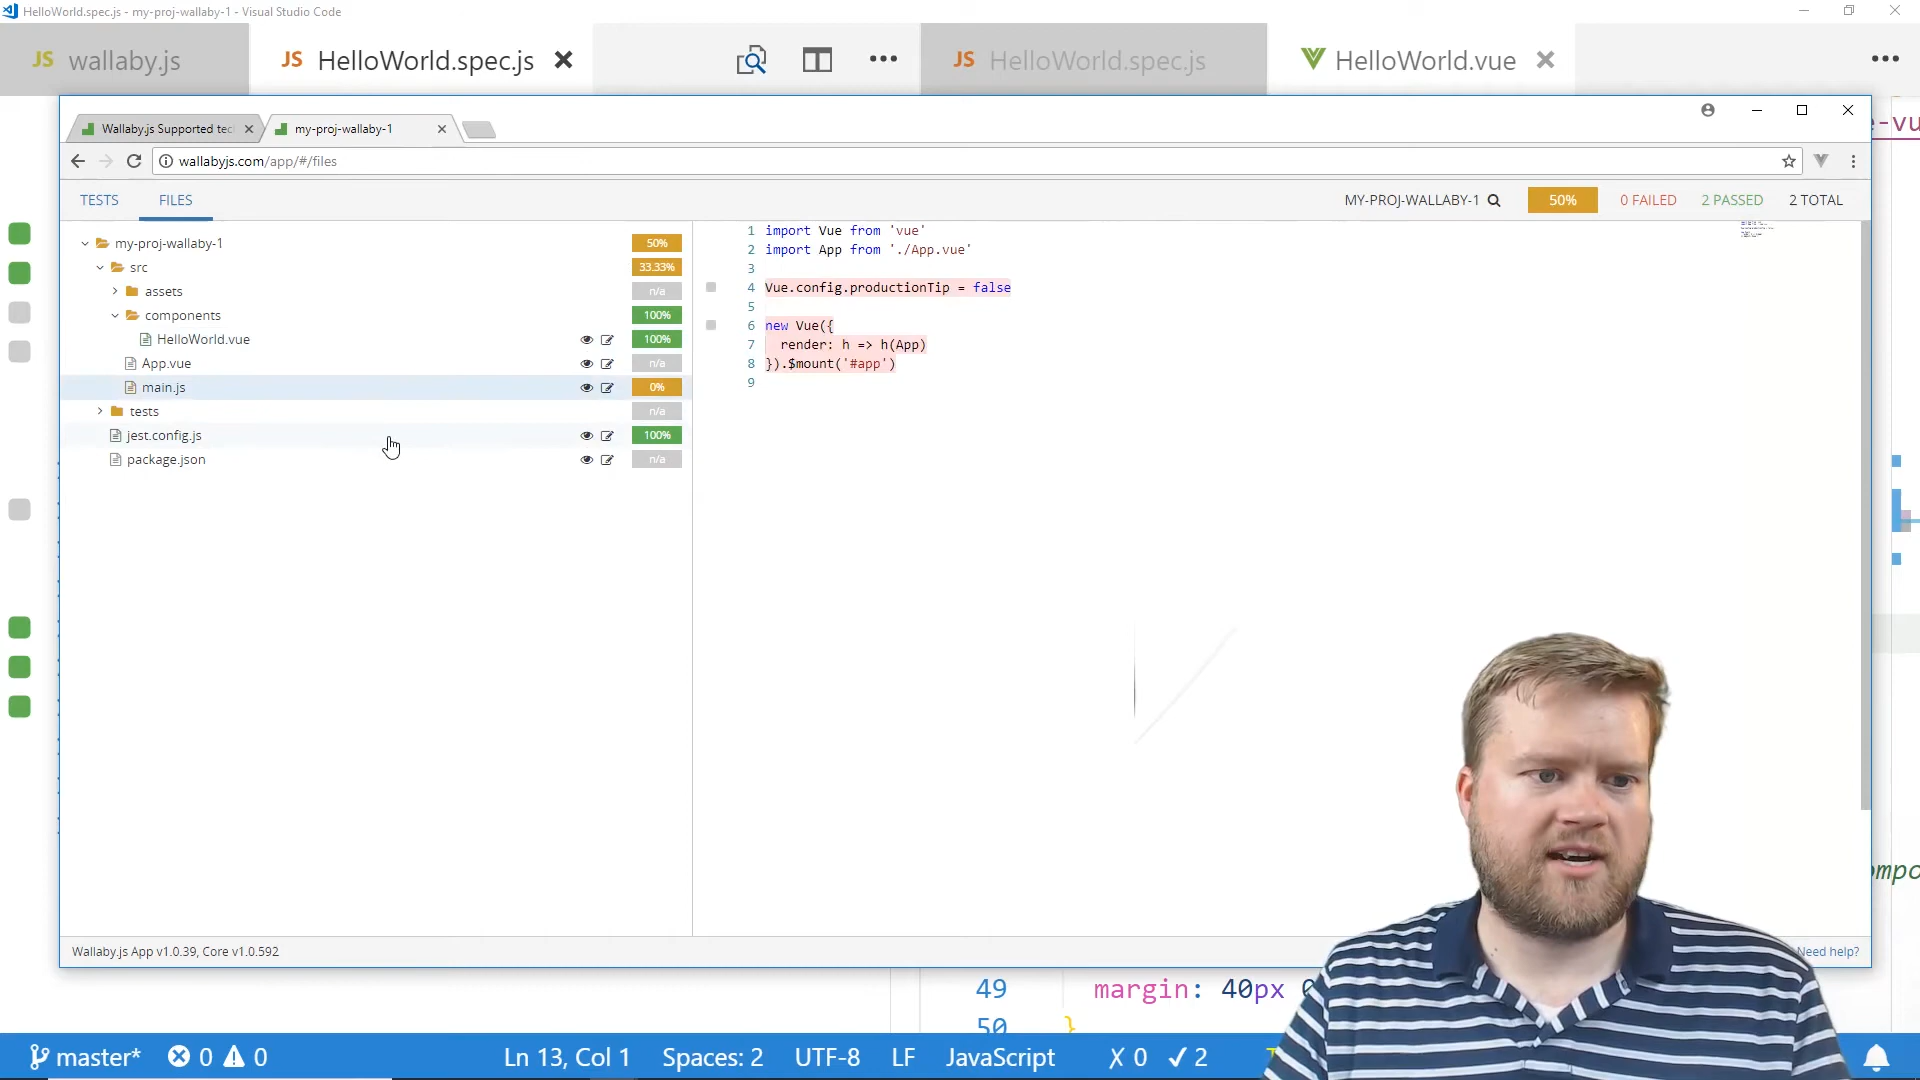 HelloWorld.spec.js - my-proj-wallaby-1 - Visual Studio Code
JS wallaby.js
JS HelloWorld.spec.js
JS HelloWorld.spec.js
HelloWorld.vue
Wallaby.js Supported tec
my-proj-wallaby-1
wallabyjs.com/app/#/files
TESTS
FILES
MY-PROJ-WALLABY-1
50%
0 FAILED
2 PASSED
2 TOTAL
my-proj-wallaby-1 50%
src 33.33%
assets n/a
components 100%
HelloWorld.vue 100%
App.vue n/a
main.js 0%
tests n/a
jest.config.js 100%
package.json n/a
1 import Vue from 'vue'
2 import App from './App.vue'
3
4 Vue.config.productionTip = false
5
6 new Vue({
7 render: h => h(App)
8 }).$mount('#app')
9
-vu
ompo
Wallaby.js App v1.0.39, Core v1.0.592
Need help?
49 margin: 40px
50 }
master* 0 0
Ln 13, Col 1
Spaces: 2
UTF-8
LF
JavaScript
✗ 0 ✓ 2